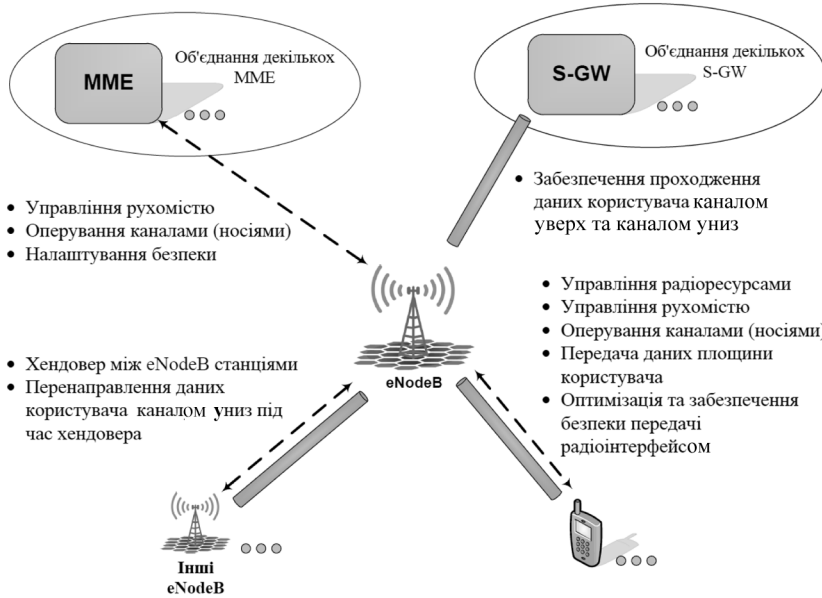 MME
Об'єднання декількох
MME
S-GW
Об'єднання декількох
S-GW
• Управління рухомістю
• Оперування каналами (носіями)
• Налаштування безпеки
• Забезпечення проходження
даних користувача каналом
уверх та каналом униз
eNodeB
• Управління радіоресурсами
• Управління рухомістю
• Оперування каналами (носіями)
• Передача даних площини
користувача
• Оптимізація та забезпечення
безпеки передачі
радіоінтерфейсом
• Хендовер між eNodeB станціями
• Перенаправлення даних
користувача каналом униз під
час хендовера
Інші
eNodeB